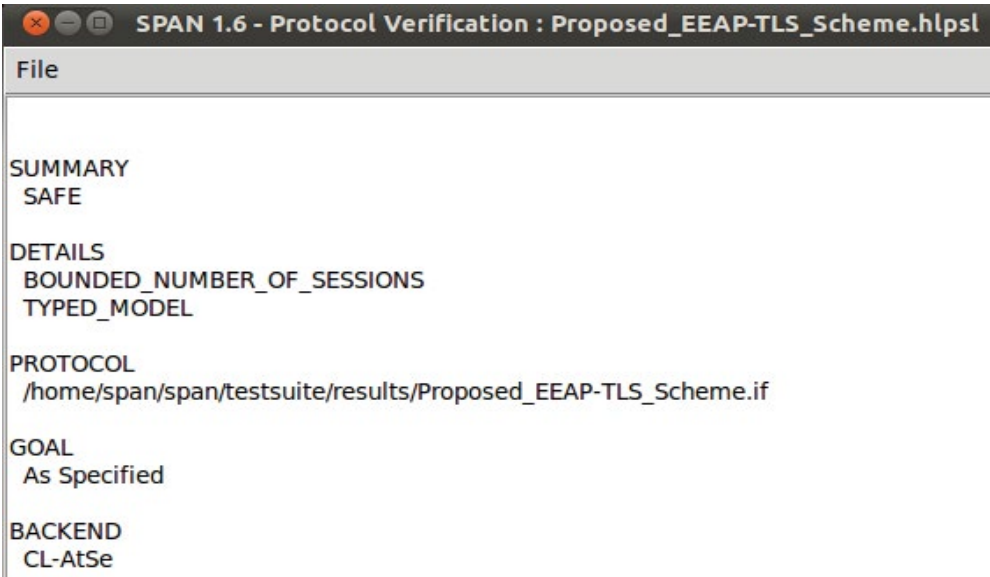 SPAN 1.6 - Protocol Verification : Proposed_EEAP-TLS_Scheme.hlpsl
File
SUMMARY
SAFE
DETAILS
BOUNDED_NUMBER_OF_SESSIONS
TYPED_MODEL
PROTOCOL
/home/span/span/testsuite/results/Proposed_EEAP-TLS_Scheme.if
GOAL
As Specified
BACKEND
CL-AtSe